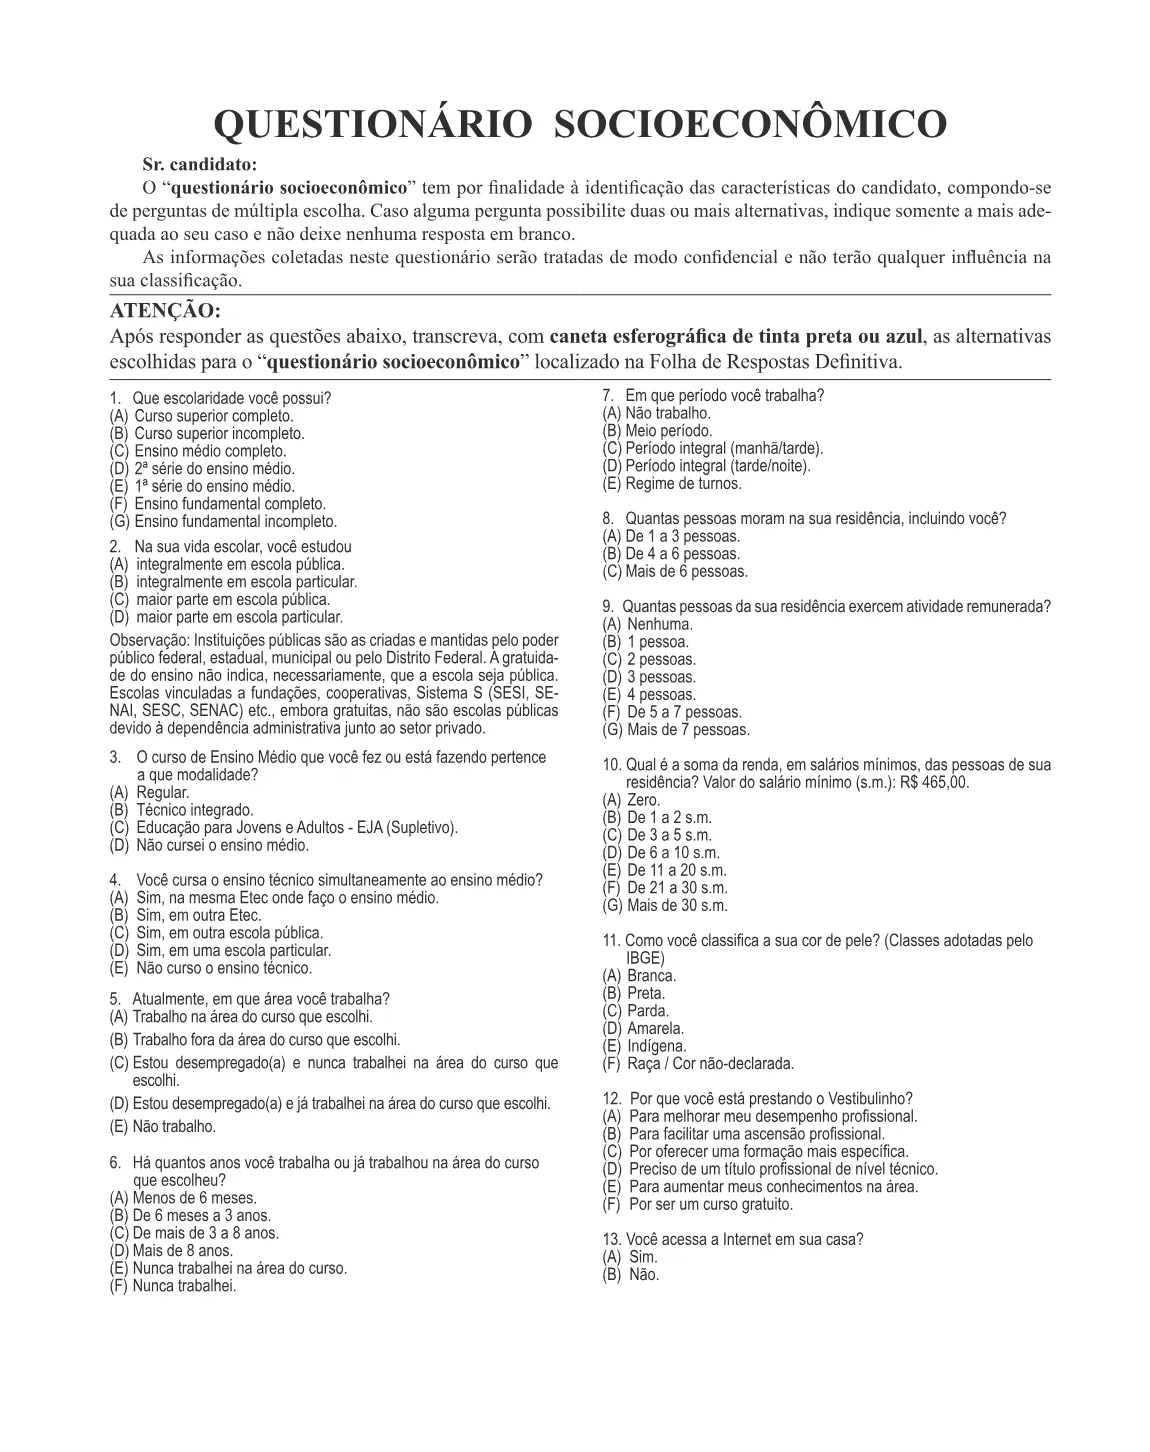 QUESTIONÁRIO SOCIOECONÔMICO
Sr. candidato:
O “questionário socioeconômico” tem por finalidade à identificação das características do candidato, compondo-se
de perguntas de múltipla escolha. Caso alguma pergunta possibilite duas ou mais alternativas, indique somente a mais ade-
quada ao seu caso e não deixe nenhuma resposta em branco.
As informações coletadas neste questionário serão tratadas de modo confidencial e não terão qualquer influência na
sua classificação.
ATENÇÃO:
Após responder as questões abaixo, transcreva, com caneta esferográfica de tinta preta ou azul, as alternativas
escolhidas para o “questionário socioeconômico” localizado na Folha de Respostas Definitiva.
1. Que escolaridade você possui?
(A) Curso superior completo.
(B) Curso superior incompleto.
(C) Ensino médio completo.
(D) 2ª série do ensino médio.
(E) 1ª série do ensino médio.
(F) Ensino fundamental completo.
(G) Ensino fundamental incompleto.
2. Na sua vida escolar, você estudou
(A) integralmente em escola pública.
(B) integralmente em escola particular.
(C) maior parte em escola pública.
(D) maior parte em escola particular.
Observação: Instituições públicas são as criadas e mantidas pelo poder
público federal, estadual, municipal ou pelo Distrito Federal. A gratuida-
de do ensino não indica, necessariamente, que a escola seja pública.
Escolas vinculadas a fundações, cooperativas, Sistema S (SESI, SE-
NAI, SESC, SENAC) etc., embora gratuitas, não são escolas públicas
devido à dependência administrativa junto ao setor privado.
3. O curso de Ensino Médio que você fez ou está fazendo pertence
a que modalidade?
(A) Regular.
(B) Técnico integrado.
(C) Educação para Jovens e Adultos - EJA (Supletivo).
(D) Não cursei o ensino médio.
4. Você cursa o ensino técnico simultaneamente ao ensino médio?
(A) Sim, na mesma Etec onde faço o ensino médio.
(B) Sim, em outra Etec.
(C) Sim, em outra escola pública.
(D) Sim, em uma escola particular.
(E) Não curso o ensino técnico.
5. Atualmente, em que área você trabalha?
(A) Trabalho na área do curso que escolhi.
(B) Trabalho fora da área do curso que escolhi.
(C) Estou desempregado(a) e nunca trabalhei na área do curso que
escolhi.
(D) Estou desempregado(a) e já trabalhei na área do curso que escolhi.
(E) Não trabalho.
6. Há quantos anos você trabalha ou já trabalhou na área do curso
que escolheu?
(A) Menos de 6 meses.
(B) De 6 meses a 3 anos.
(C) De mais de 3 a 8 anos.
(D) Mais de 8 anos.
(E) Nunca trabalhei na área do curso.
(F) Nunca trabalhei.
7. Em que período você trabalha?
(A) Não trabalho.
(B) Meio período.
(C) Período integral (manhã/tarde).
(D) Período integral (tarde/noite).
(E) Regime de turnos.
8. Quantas pessoas moram na sua residência, incluindo você?
(A) De 1 a 3 pessoas.
(B) De 4 a 6 pessoas.
(C) Mais de 6 pessoas.
9. Quantas pessoas da sua residência exercem atividade remunerada?
(A) Nenhuma.
(B) 1 pessoa.
(C) 2 pessoas.
(D) 3 pessoas.
(E) 4 pessoas.
(F) De 5 a 7 pessoas.
(G) Mais de 7 pessoas.
10. Qual é a soma da renda, em salários mínimos, das pessoas de sua
residência? Valor do salário mínimo (s.m.): R$ 465,00.
(A) Zero.
(B) De 1 a 2 s.m.
(C) De 3 a 5 s.m.
(D) De 6 a 10 s.m.
(E) De 11 a 20 s.m.
(F) De 21 a 30 s.m.
(G) Mais de 30 s.m.
11. Como você classifica a sua cor de pele? (Classes adotadas pelo
IBGE)
(A) Branca.
(B) Preta.
(C) Parda.
(D) Amarela.
(E) Indígena.
(F) Raça / Cor não-declarada.
12. Por que você está prestando o Vestibulinho?
(A) Para melhorar meu desempenho profissional.
(B) Para facilitar uma ascensão profissional.
(C) Por oferecer uma formação mais específica.
(D) Preciso de um título profissional de nível técnico.
(E) Para aumentar meus conhecimentos na área.
(F) Por ser um curso gratuito.
13. Você acessa a Internet em sua casa?
(A) Sim.
(B) Não.